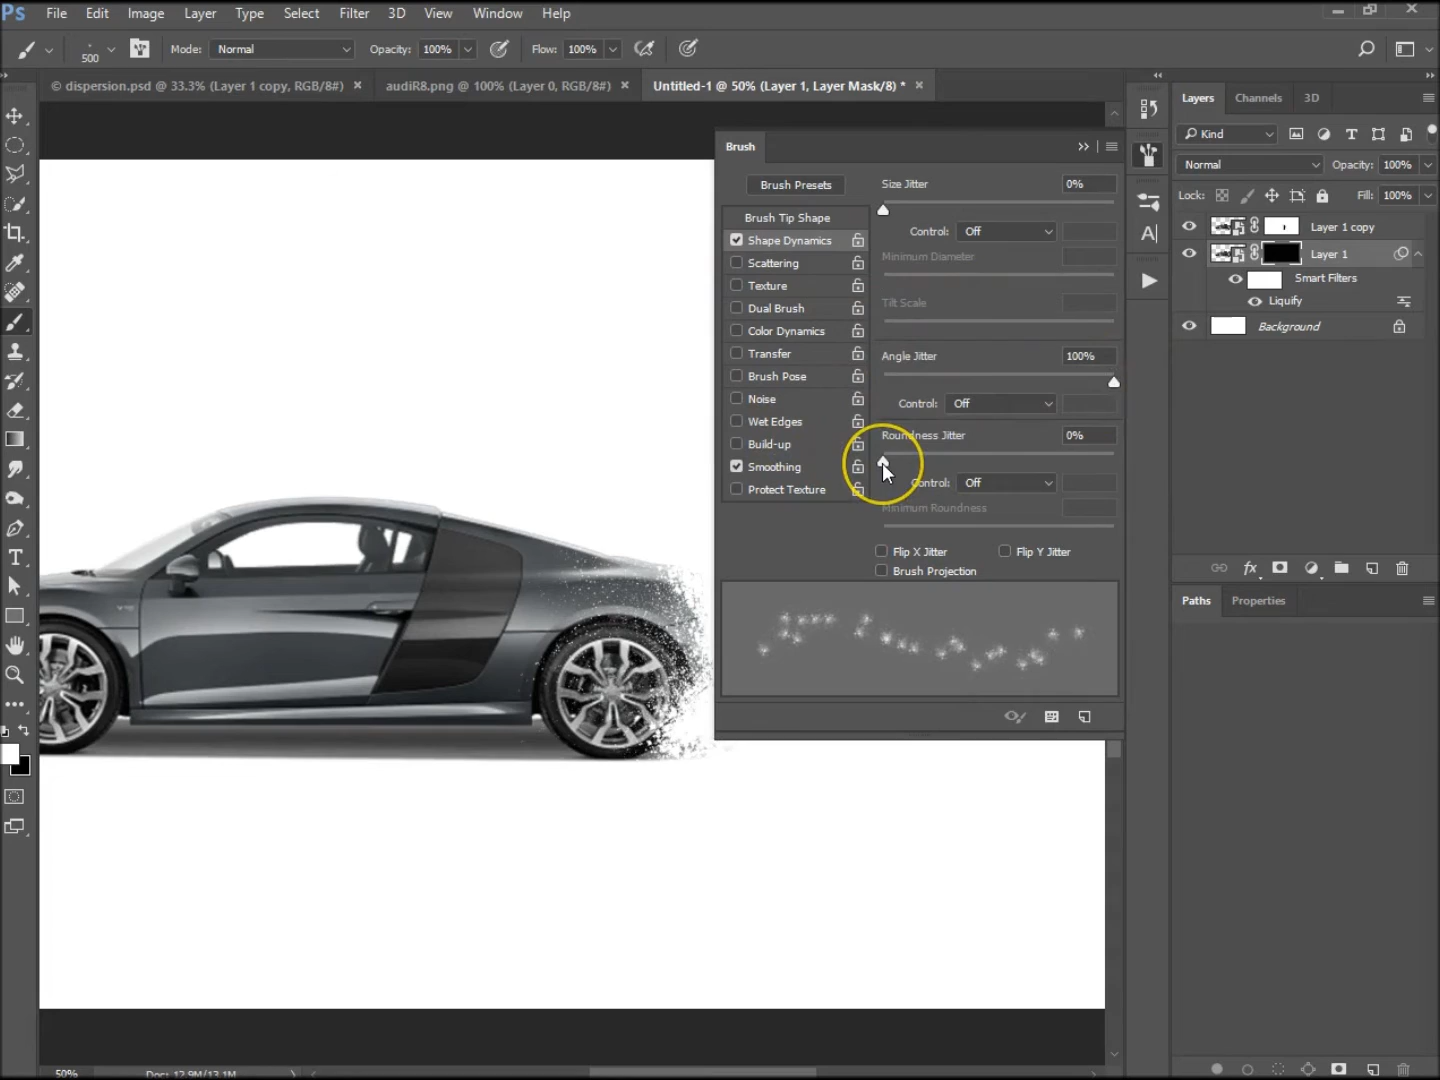 Ps File Edit Image Layer Type Select Filter 3D View Window Help
500 Mode: Normal Opacity: 100% Flow: 100%
© dispersion.psd @ 33.3% (Layer 1 copy, RGB/8#) × audiR8.png @ 100% (Layer 0, RGB/8#) × Untitled-1 @ 50% (Layer 1, Layer Mask/8) * ×
Brush
Brush Presets
Brush Tip Shape
Shape Dynamics
Scattering
Texture
Dual Brush
Color Dynamics
Transfer
Brush Pose
Noise
Wet Edges
Build-up
Smoothing
Protect Texture
Size Jitter 0%
Control: Off
Minimum Diameter
Tilt Scale
Angle Jitter 100%
Control: Off
Roundness Jitter 0%
Control: Off
Minimum Roundness
Flip X Jitter Flip Y Jitter
Brush Projection
Layers Channels 3D
Kind
Normal Opacity: 100%
Lock: Fill: 100%
Layer 1 copy
Layer 1
Smart Filters
Liquify
Background
Paths Properties
50% Doc: 12.9M/13.1M